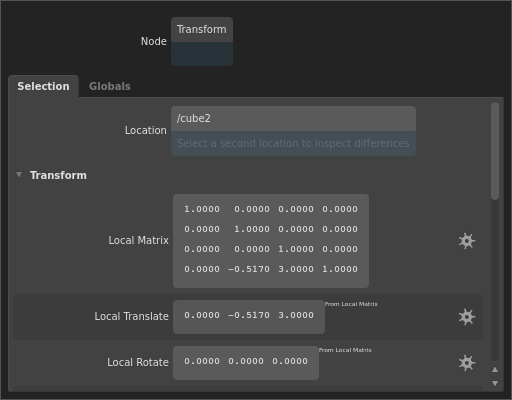 Transform
Node
Selection Globals
/cube2
Location
Select a second location to inspect differences
Transform
1.0000 0.0000 0.0000 0.0000
0.0000 1.0000 0.0000 0.0000
Local Matrix
0.0000 0.0000 1.0000 0.0000
0.0000 -0.5170 3.0000 1.0000
From Local Matrix
Local Translate 0.0000 -0.5170 3.0000
From Local Matrix
Local Rotate 0.0000 0.0000 0.0000